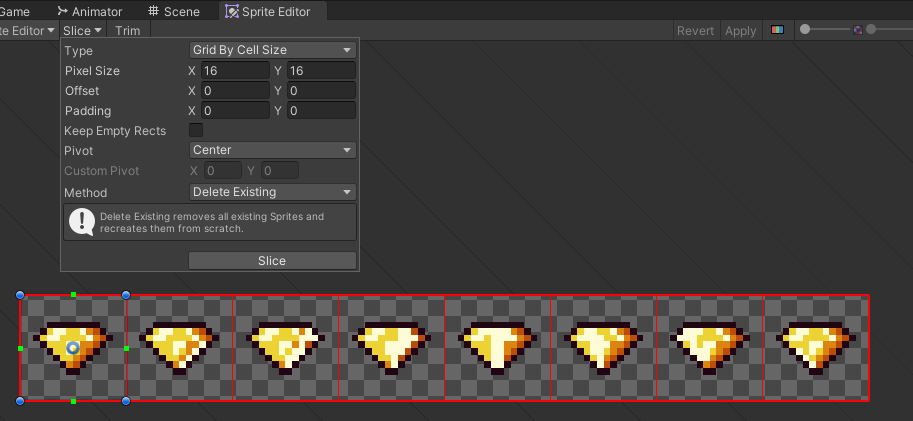 Game Animator Scene Sprite Editor
te Editor Slice Trim Revert Apply
Type Grid By Cell Size
Pixel Size X 16 Y 16
Offset X 0 Y 0
Padding X 0 Y 0
Keep Empty Rects
Pivot Center
Custom Pivot X 0 Y 0
Method Delete Existing
Delete Existing removes all existing Sprites and
recreates them from scratch.
Slice